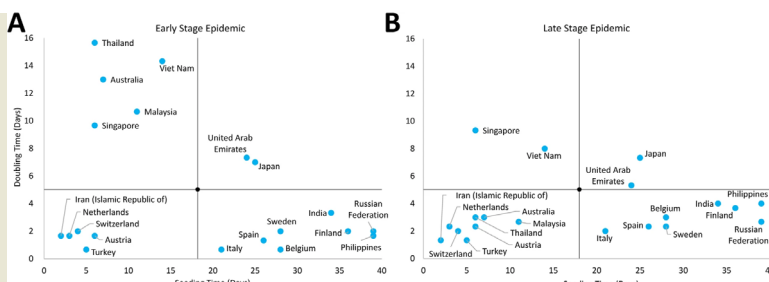 A
Early Stage Epidemic
16
14
12
10
8
6
4
2
0
Doubling Time (Days)
Thailand
Viet Nam
Australia
Malaysia
Singapore
United Arab
Emirates
Japan
Iran (Islamic Republic of)
Netherlands
Switzerland
Austria
Turkey
Italy
Spain
Sweden
Belgium
India
Finland
Russian
Federation
Philippines
0 5 10 15 20 25 30 35 40
B
Late Stage Epidemic
16
14
12
10
8
6
4
2
0
Singapore
Viet Nam
Japan
United Arab
Emirates
Iran (Islamic Republic of)
Netherlands
Australia
Malaysia
Thailand
Austria
Turkey
Switzerland
Italy
Spain
Belgium
Sweden
India
Finland
Philippines
Russian
Federation
0 5 10 15 20 25 30 35